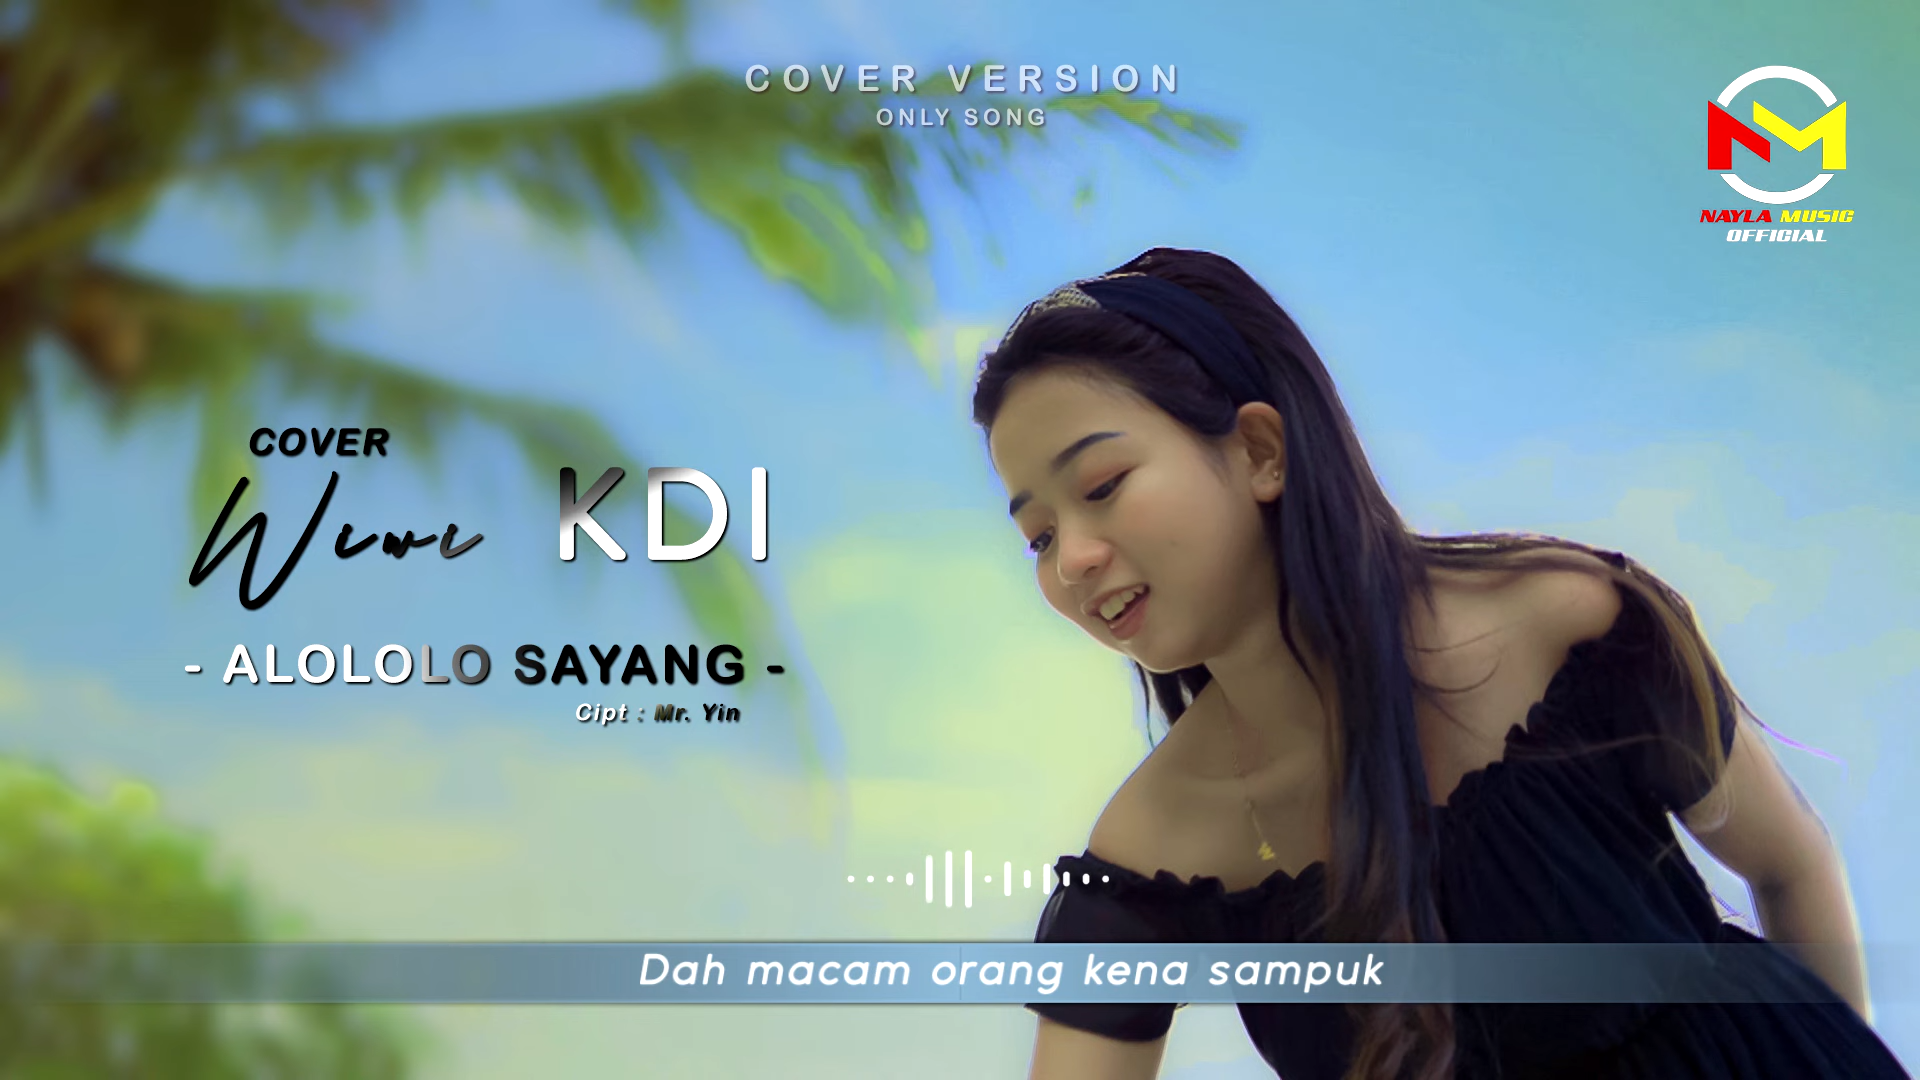 COVER VERSION
ONLY SONG
NAYLA MUSIC
OFFICIAL
COVER
Wiwi KDI
- ALOLOLO SAYANG -
Cipt : Mr. Yin
Dah macam orang kena sampuk